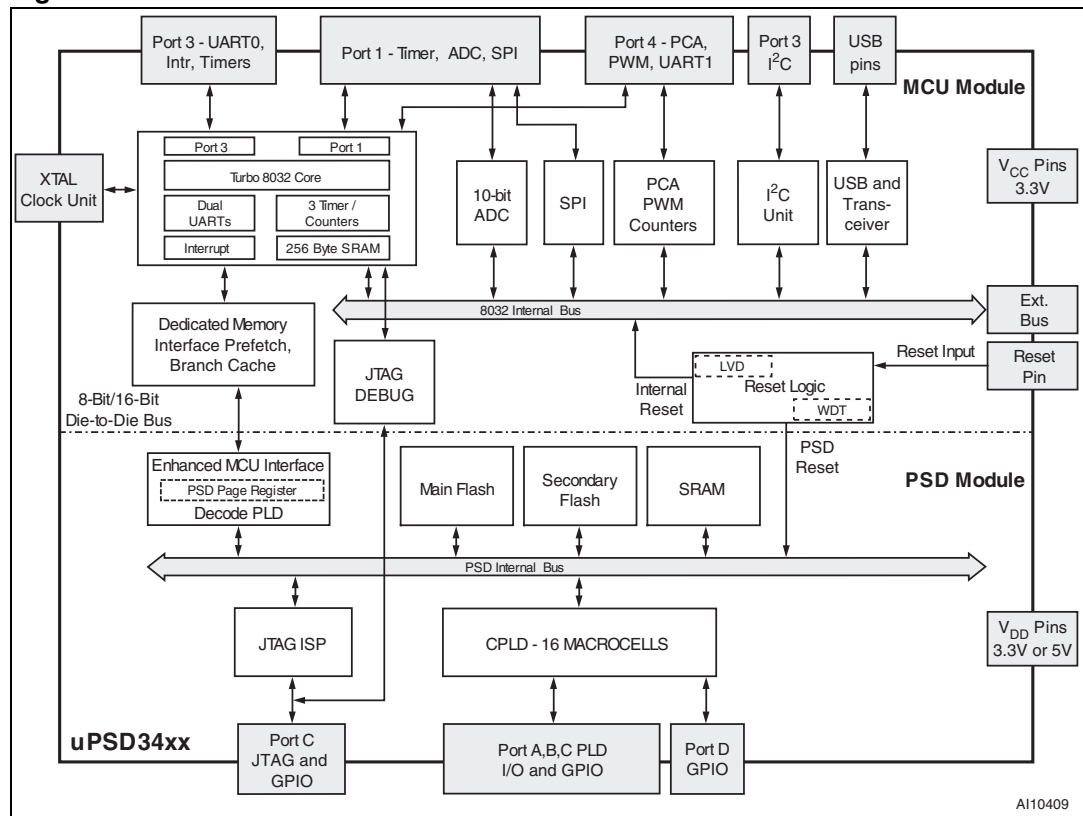 Port 3 - UART0,
Intr, Timers
Port 1 - Timer, ADC, SPI
Port 4 - PCA,
PWM, UART1
Port 3
I²C
USB
pins
MCU Module
XTAL
Clock Unit
Port 3
Port 1
Turbo 8032 Core
Dual
UARTs
3 Timer /
Counters
Interrupt
256 Byte SRAM
10-bit
ADC
SPI
PCA
PWM
Counters
I²C
Unit
USB and
Trans-
ceiver
VCC Pins
3.3V
8032 Internal Bus
Ext.
Bus
Dedicated Memory
Interface Prefetch,
Branch Cache
JTAG
DEBUG
Internal
Reset
LVD
Reset Logic
WDT
Reset Input
Reset
Pin
8-Bit/16-Bit
Die-to-Die Bus
PSD
Reset
Enhanced MCU Interface
PSD Page Register
Decode PLD
Main Flash
Secondary
Flash
SRAM
PSD Module
PSD Internal Bus
JTAG ISP
CPLD - 16 MACROCELLS
VDD Pins
3.3V or 5V
uPSD34xx
Port C
JTAG and
GPIO
Port A,B,C PLD
I/O and GPIO
Port D
GPIO
AI10409